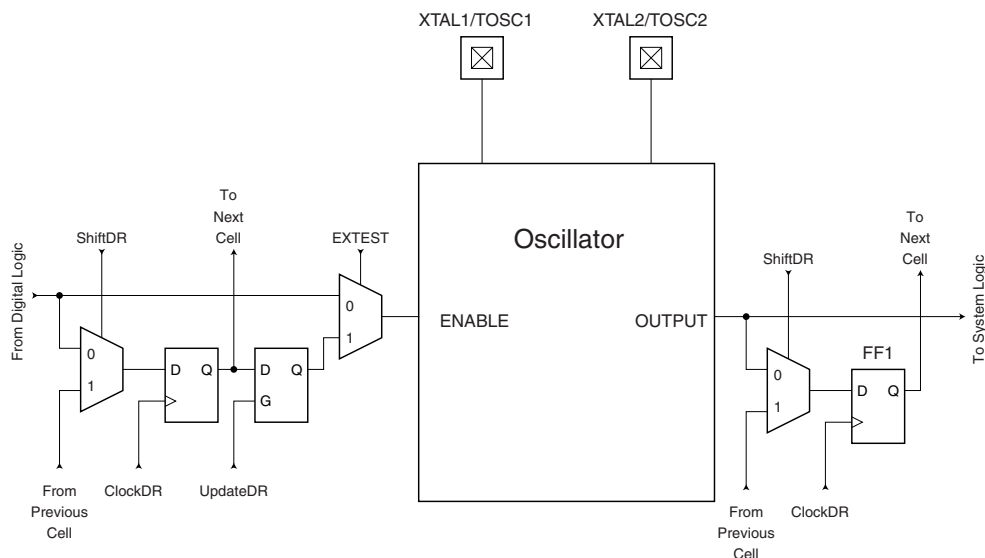 XTAL1/TOSC1
XTAL2/TOSC2
From Digital Logic
ShiftDR
To
Next
Cell
EXTEST
0
1
0
1
D Q
D Q
G
From
Previous
Cell
ClockDR
UpdateDR
Oscillator
ENABLE
OUTPUT
ShiftDR
To
Next
Cell
To System Logic
0
1
FF1
D Q
From
Previous
Cell
ClockDR